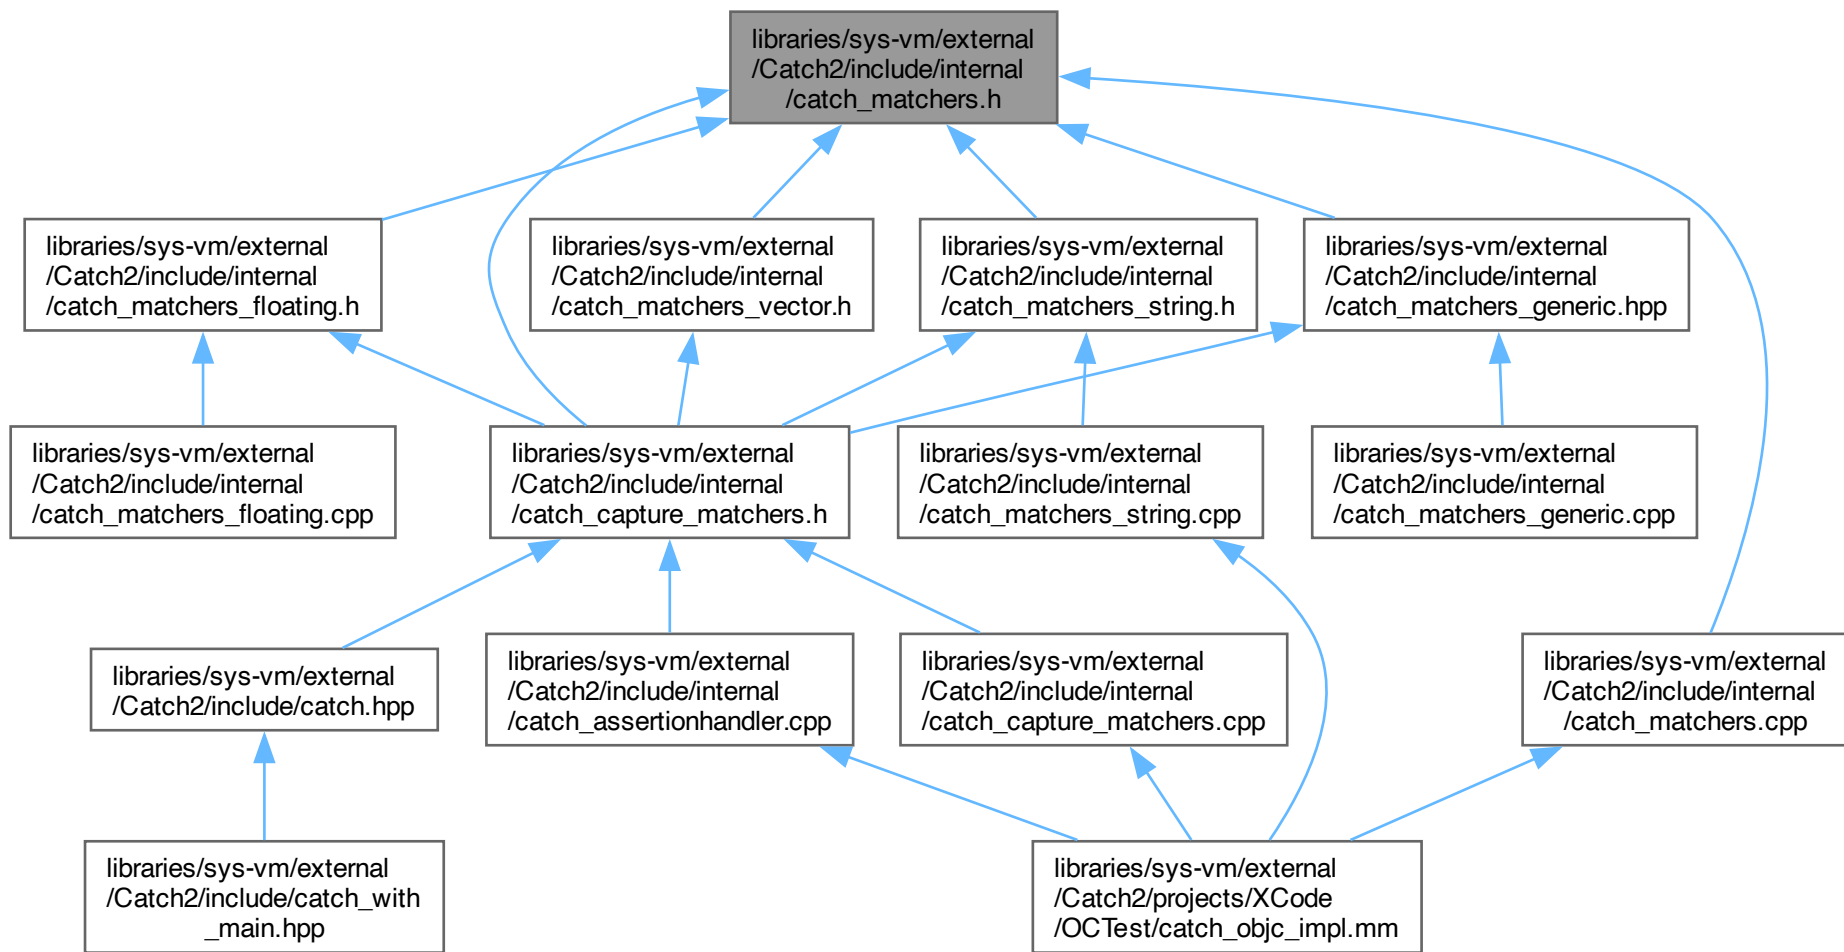 libraries/sys-vm/external
/Catch2/include/internal
/catch_matchers.h
libraries/sys-vm/external
/Catch2/include/internal
/catch_matchers_floating.h
libraries/sys-vm/external
/Catch2/include/internal
/catch_matchers_vector.h
libraries/sys-vm/external
/Catch2/include/internal
/catch_matchers_string.h
libraries/sys-vm/external
/Catch2/include/internal
/catch_matchers_generic.hpp
libraries/sys-vm/external
/Catch2/include/internal
/catch_matchers_floating.cpp
libraries/sys-vm/external
/Catch2/include/internal
/catch_capture_matchers.h
libraries/sys-vm/external
/Catch2/include/internal
/catch_matchers_string.cpp
libraries/sys-vm/external
/Catch2/include/internal
/catch_matchers_generic.cpp
libraries/sys-vm/external
/Catch2/include/catch.hpp
libraries/sys-vm/external
/Catch2/include/internal
/catch_assertionhandler.cpp
libraries/sys-vm/external
/Catch2/include/internal
/catch_capture_matchers.cpp
libraries/sys-vm/external
/Catch2/include/internal
/catch_matchers.cpp
libraries/sys-vm/external
/Catch2/include/catch_with
_main.hpp
libraries/sys-vm/external
/Catch2/projects/XCode
/OCTest/catch_objc_impl.mm